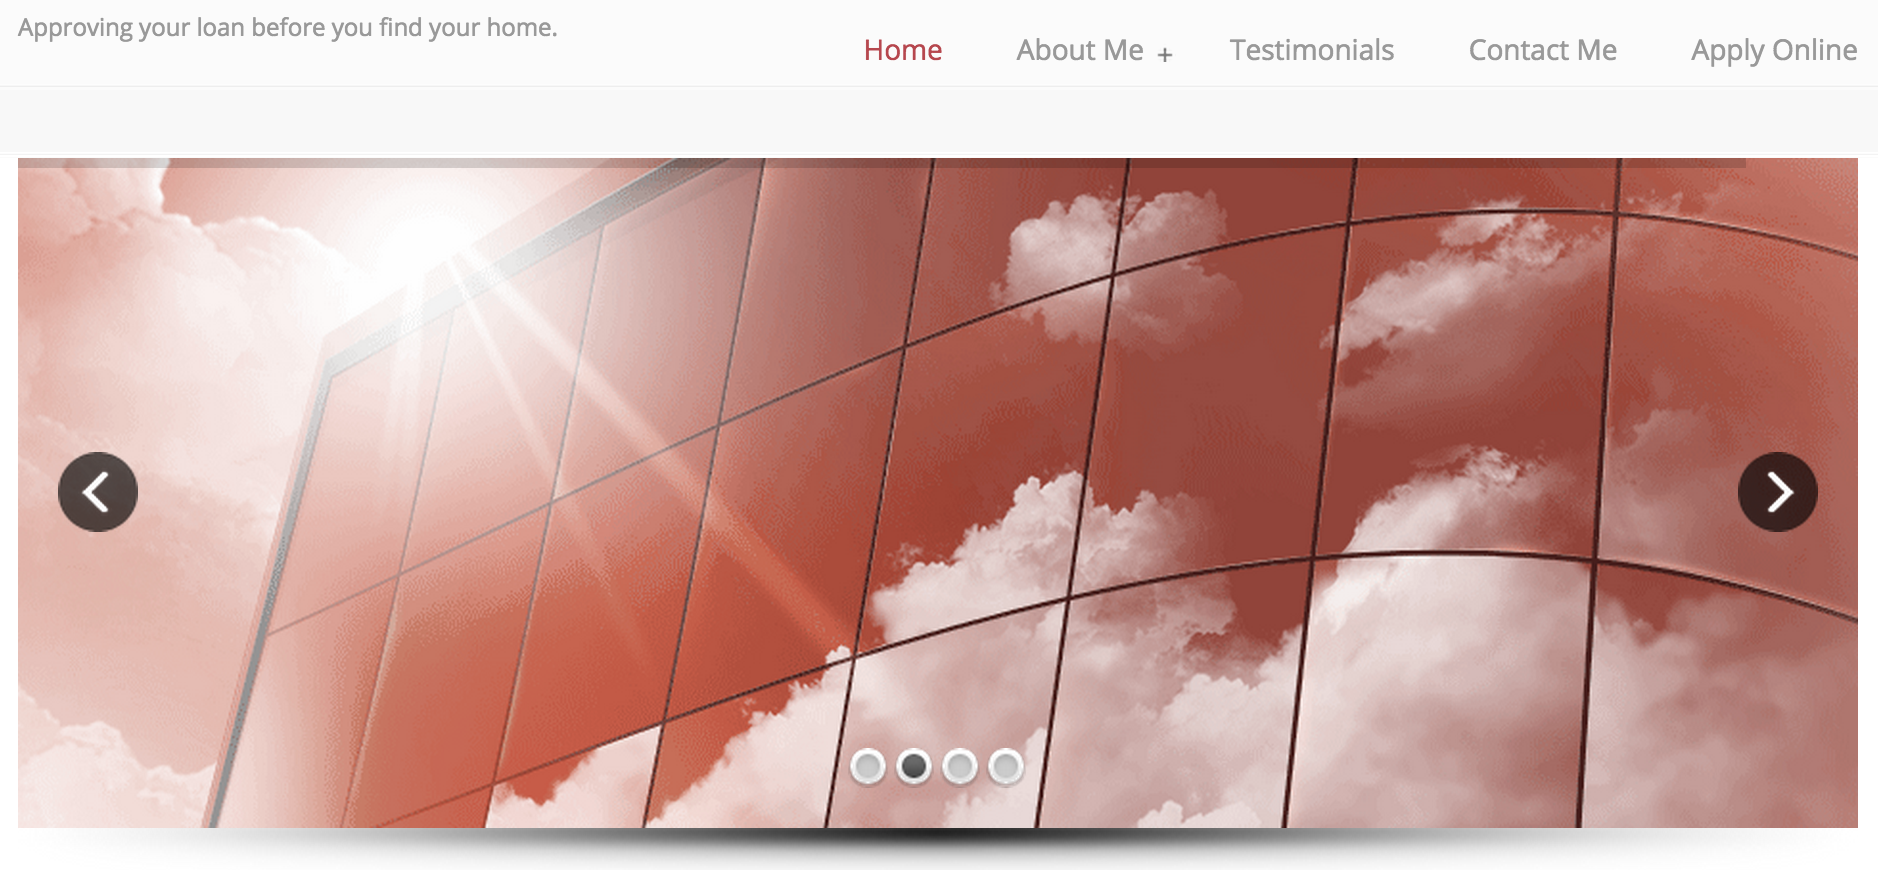 Approving your loan before you find your home.
Home About Me + Testimonials Contact Me Apply Online